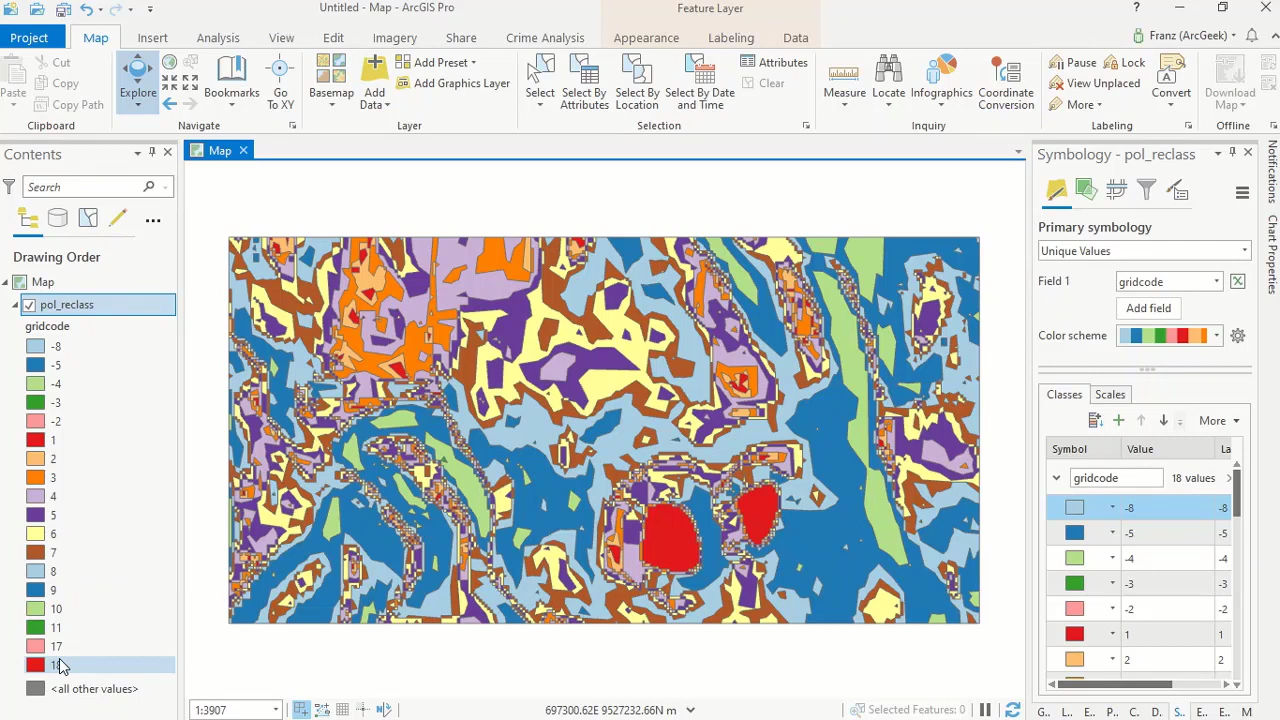 Untitled - Map - ArcGIS Pro
Feature Layer
?
Project Map Insert Analysis View Edit Imagery Share Crime Analysis Appearance Labeling Data
Franz (ArcGeek)
Paste
Cut
Copy
Copy Path
Clipboard
Explore
Bookmarks
Go To XY
Navigate
Basemap
Add Data
Add Preset
Add Graphics Layer
Layer
Select
Select By Attributes
Select By Location
Select By Date and Time
Attributes
Clear
Selection
Measure
Locate
Infographics
Coordinate Conversion
Inquiry
Pause
Lock
View Unplaced
More
Convert
Labeling
Download Map
Offline
Contents
Search
Drawing Order
Map
pol_reclass
gridcode
-8
-5
-4
-3
-2
1
2
3
4
5
6
7
8
9
10
11
17
<all other values>
Map
1:3907
697300.62E 9527232.66N m
Selected Features: 0
Symbology - pol_reclass
Primary symbology
Unique Values
Field 1 gridcode
Add field
Color scheme
Classes Scales
More
Symbol Value La
gridcode 18 values
-8 -8
-5 -5
-4 -4
-3 -3
-2 -2
1 1
2 2
G.. L.. E.. P.. C.. D.. S.. E.. E.. M
Notifications
Chart Properties